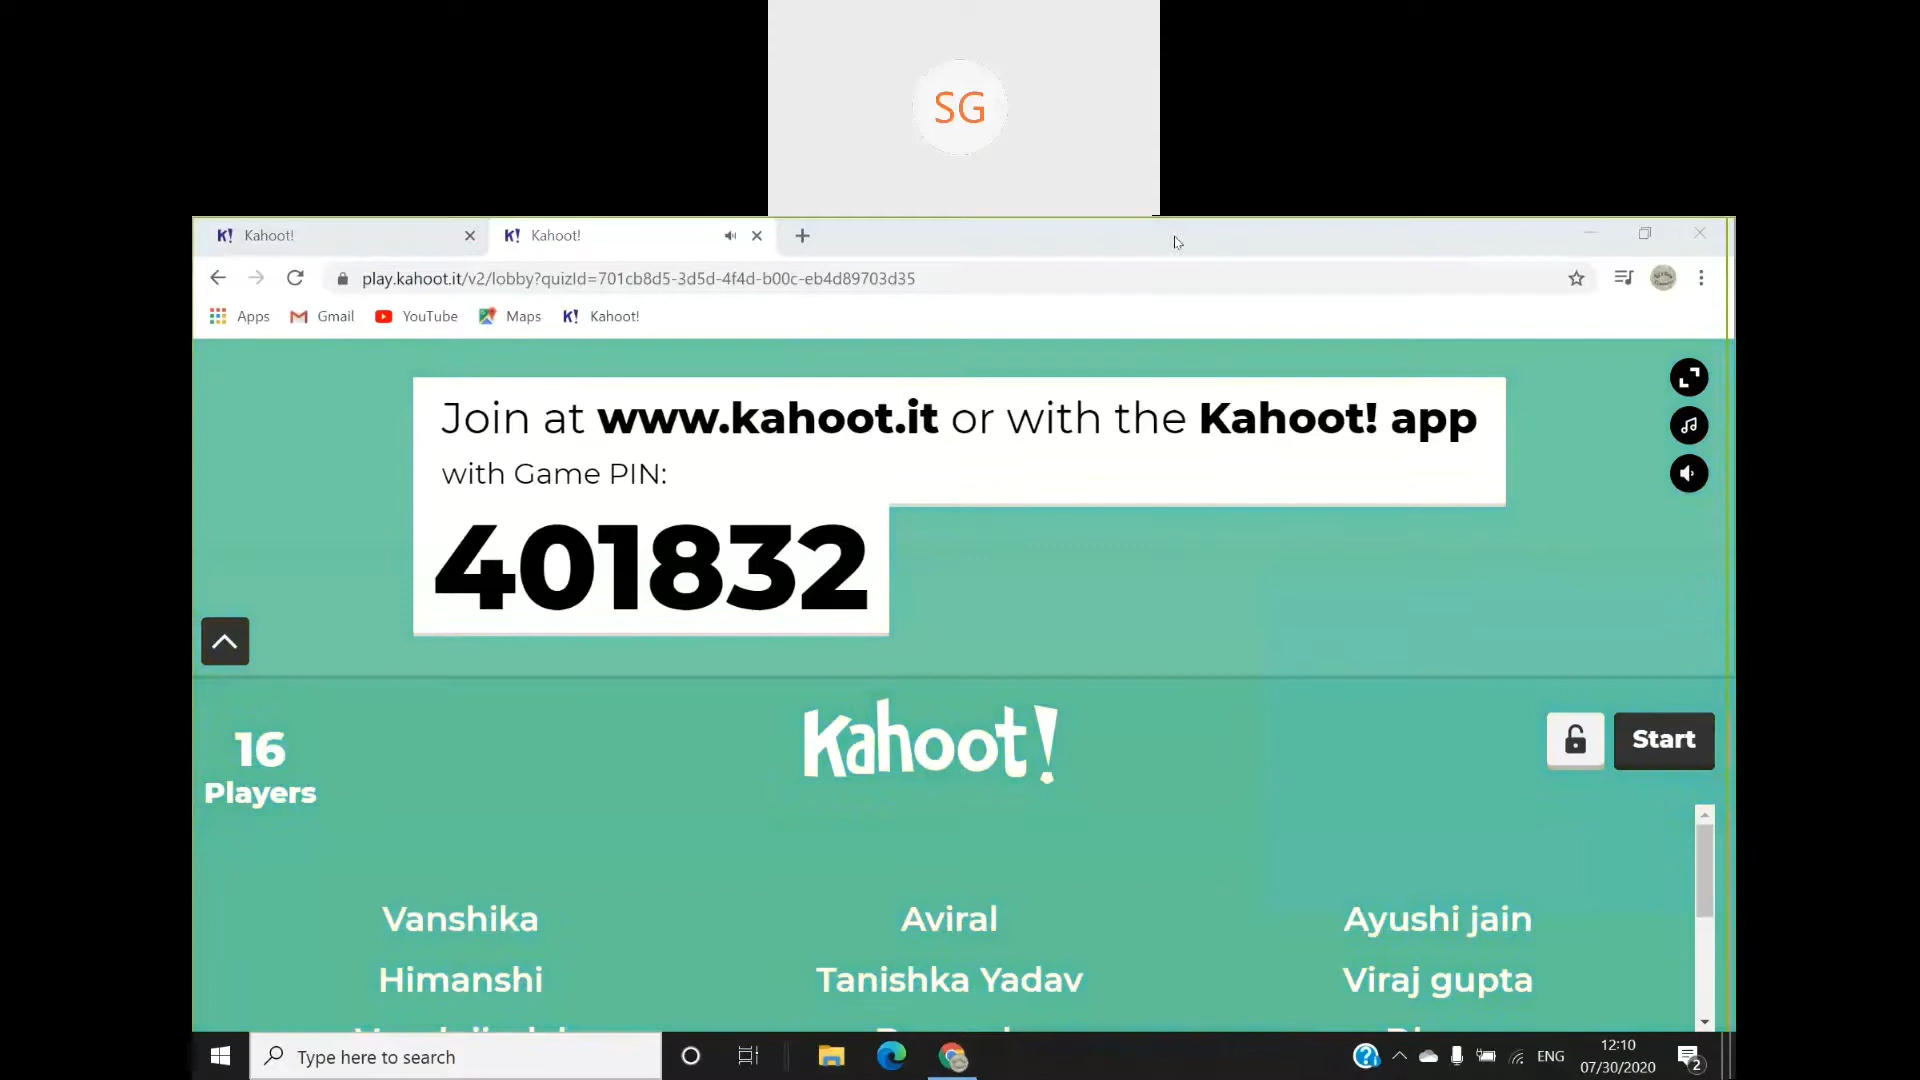 SG
K! Kahoot!
K! Kahoot!
play.kahoot.it/v2/lobby?quizId=701cb8d5-3d5d-4f4d-b00c-eb4d89703d35
Apps Gmail YouTube Maps K! Kahoot!
Join at www.kahoot.it or with the Kahoot! app
with Game PIN:
401832
16
Players
Kahoot!
Start
Vanshika Aviral Ayushi jain
Himanshi Tanishka Yadav Viraj gupta
Type here to search
ENG
12:10
07/30/2020
2